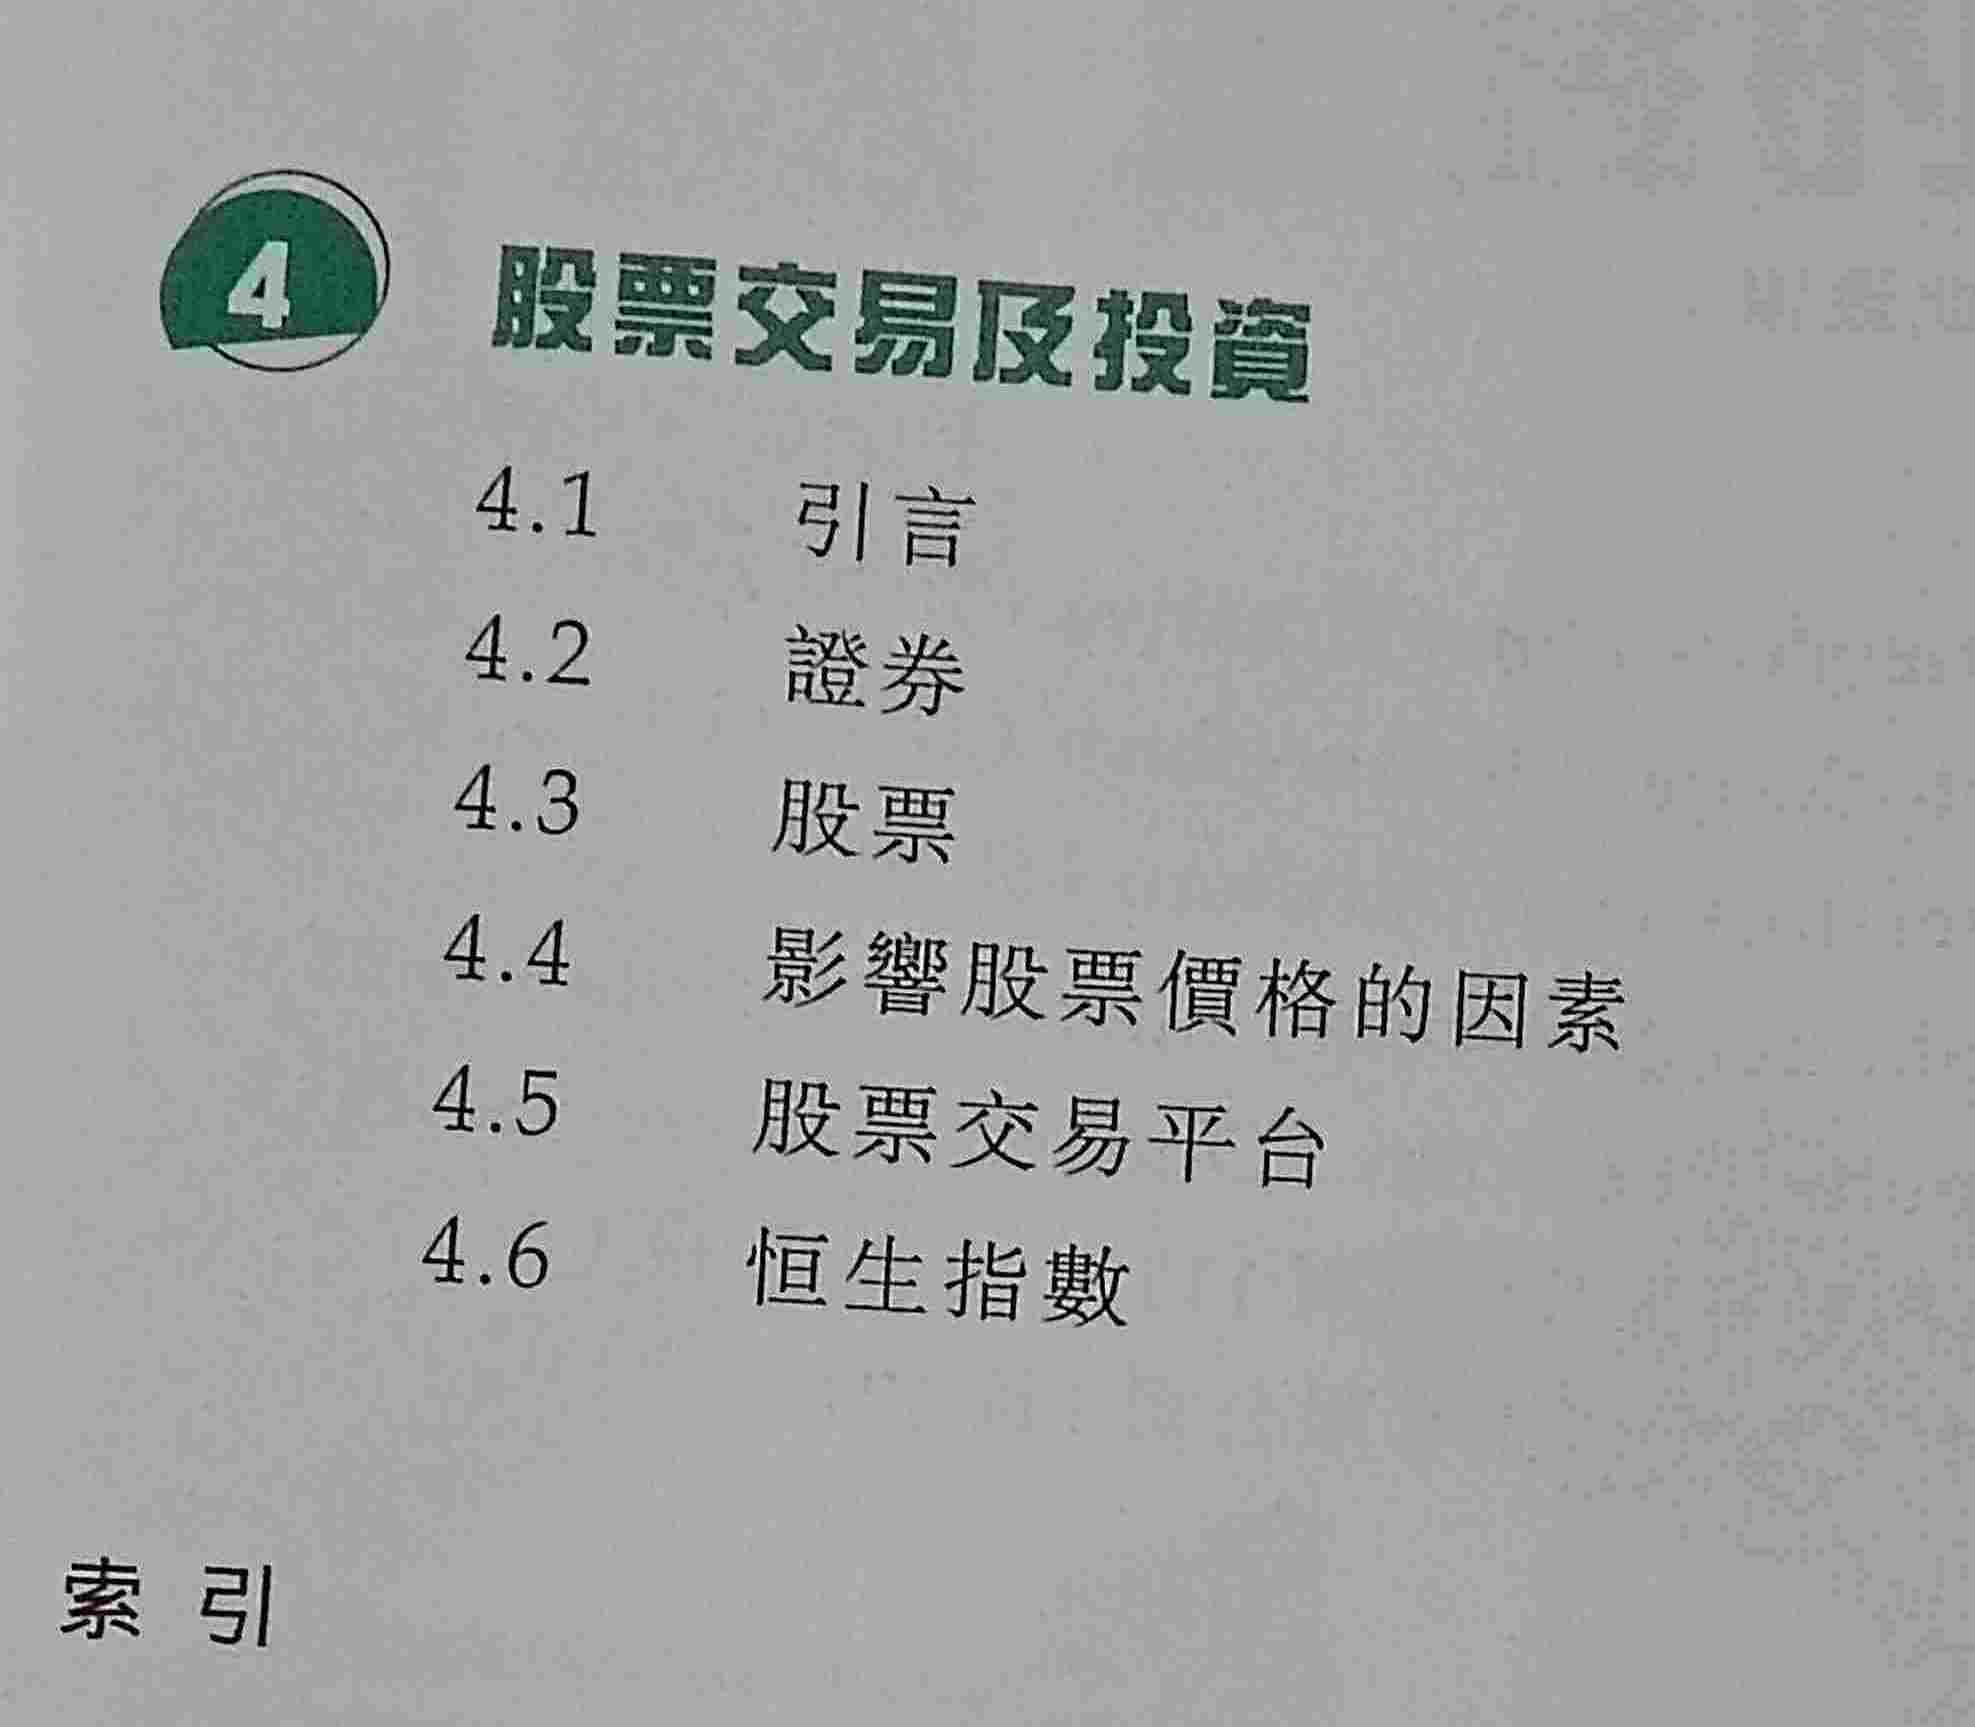 4 股票交易及投資
4.1 引言
4.2 證券
4.3 股票
4.4 影響股票價格的因素
4.5 股票交易平台
4.6 恒生指數
索引